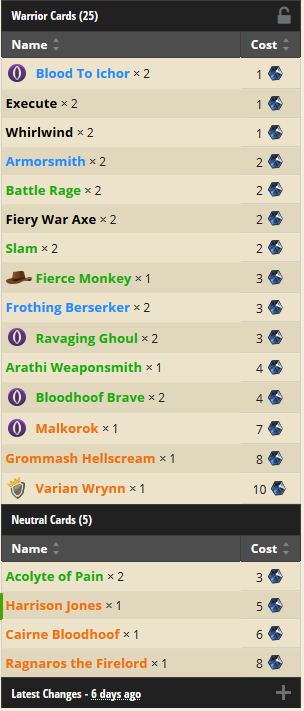 Warrior Cards (25)
Name Cost
Blood To Ichor × 2 1
Execute × 2 1
Whirlwind × 2 1
Armorsmith × 2 2
Battle Rage × 2 2
Fiery War Axe × 2 2
Slam × 2 2
Fierce Monkey × 1 3
Frothing Berserker × 2 3
Ravaging Ghoul × 2 3
Arathi Weaponsmith × 1 4
Bloodhoof Brave × 2 4
Malkorok × 1 7
Grommash Hellscream × 1 8
Varian Wrynn × 1 10
Neutral Cards (5)
Name Cost
Acolyte of Pain × 2 3
Harrison Jones × 1 5
Cairne Bloodhoof × 1 6
Ragnaros the Firelord × 1 8
Latest Changes - 6 days ago